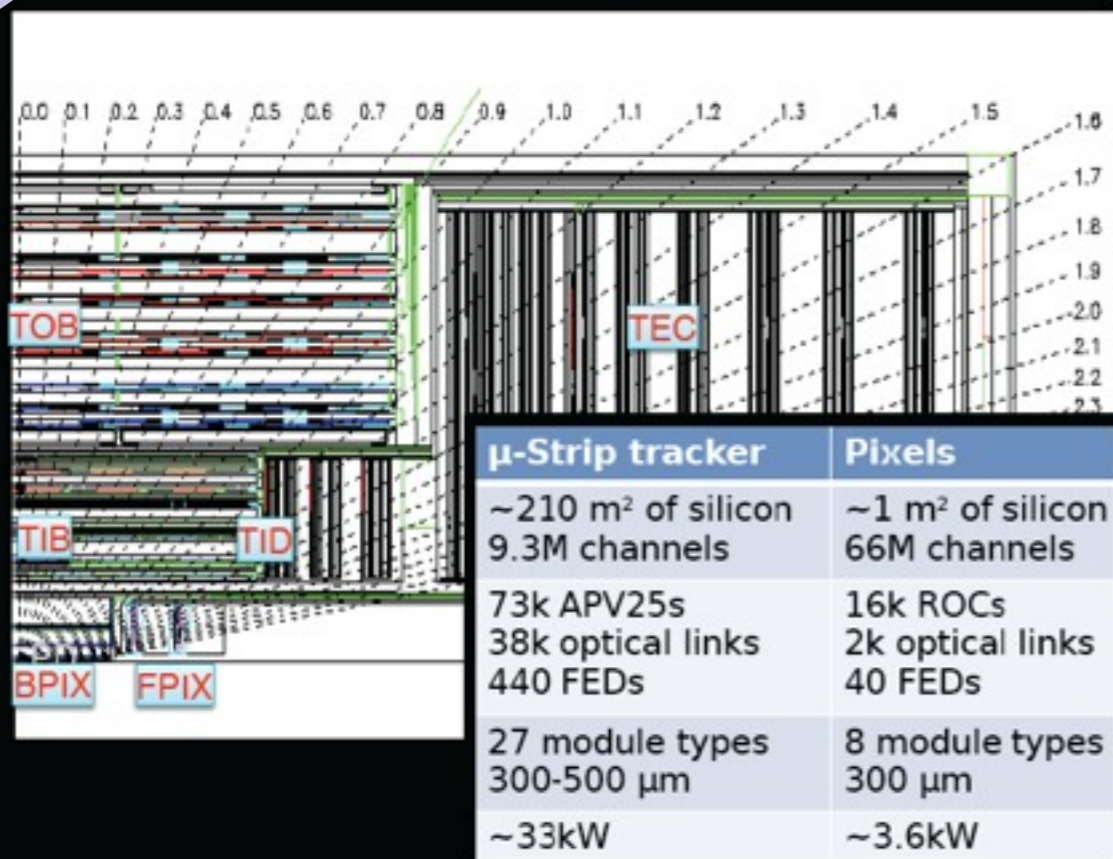 0.0 0.1 0.2 0.3 0.4 0.5 0.6 0.7 0.8 0.9 1.0 1.1 1.2 1.3 1.4 1.5
1.6
1.7
1.8
1.9
2.0
2.1
2.2
2.3
TOB
TEC
TIB
TID
BPIX
FPIX
μ-Strip tracker
Pixels
~210 m² of silicon
9.3M channels
~1 m² of silicon
66M channels
73k APV25s
38k optical links
440 FEDs
16k ROCs
2k optical links
40 FEDs
27 module types
300-500 μm
8 module types
300 μm
~33kW
~3.6kW